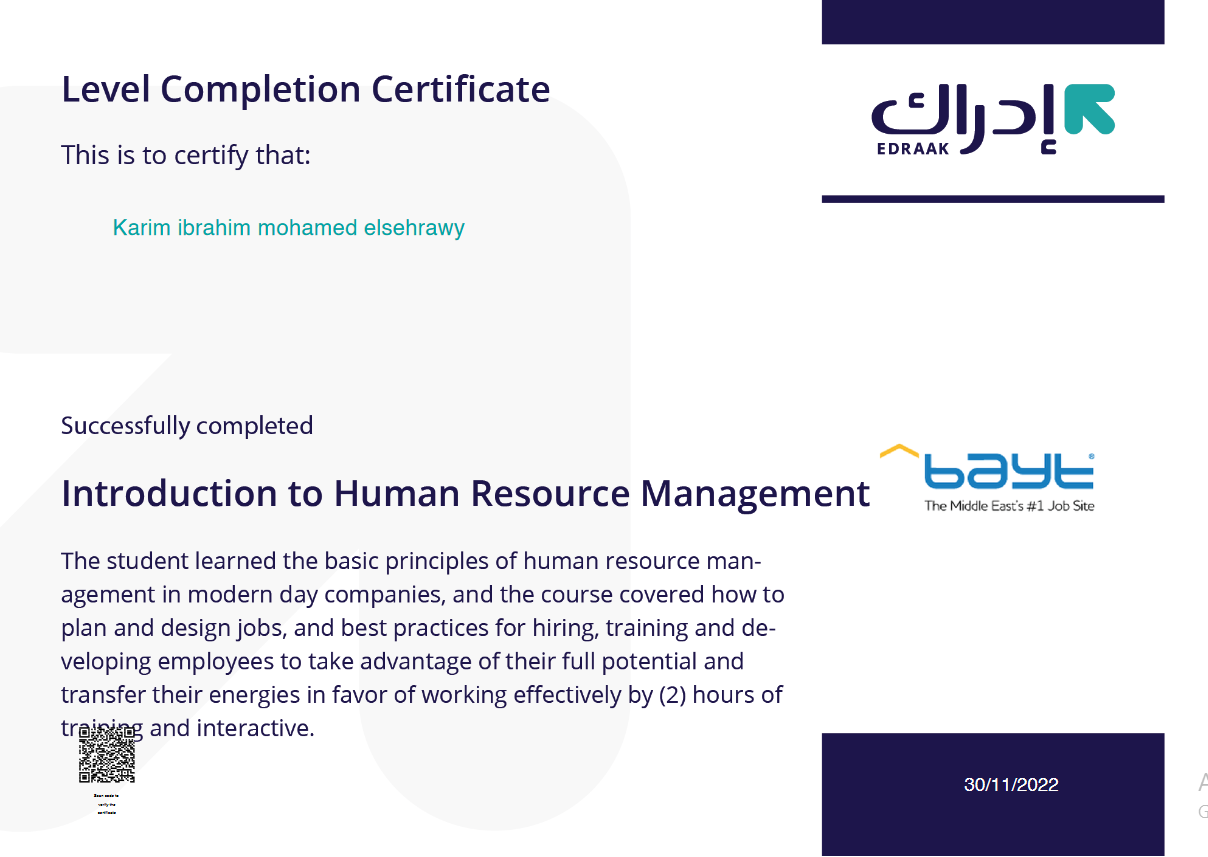 Level Completion Certificate
This is to certify that:
Karim ibrahim mohamed elsehrawy
Successfully completed
Introduction to Human Resource Management
The student learned the basic principles of human resource man-
agement in modern day companies, and the course covered how to
plan and design jobs, and best practices for hiring, training and de-
veloping employees to take advantage of their full potential and
transfer their energies in favor of working effectively by (2) hours of
training and interactive.
Scan code to
verify the
certificate
إدراك
EDRAAK
bayt®
The Middle East's #1 Job Site
30/11/2022
A
G